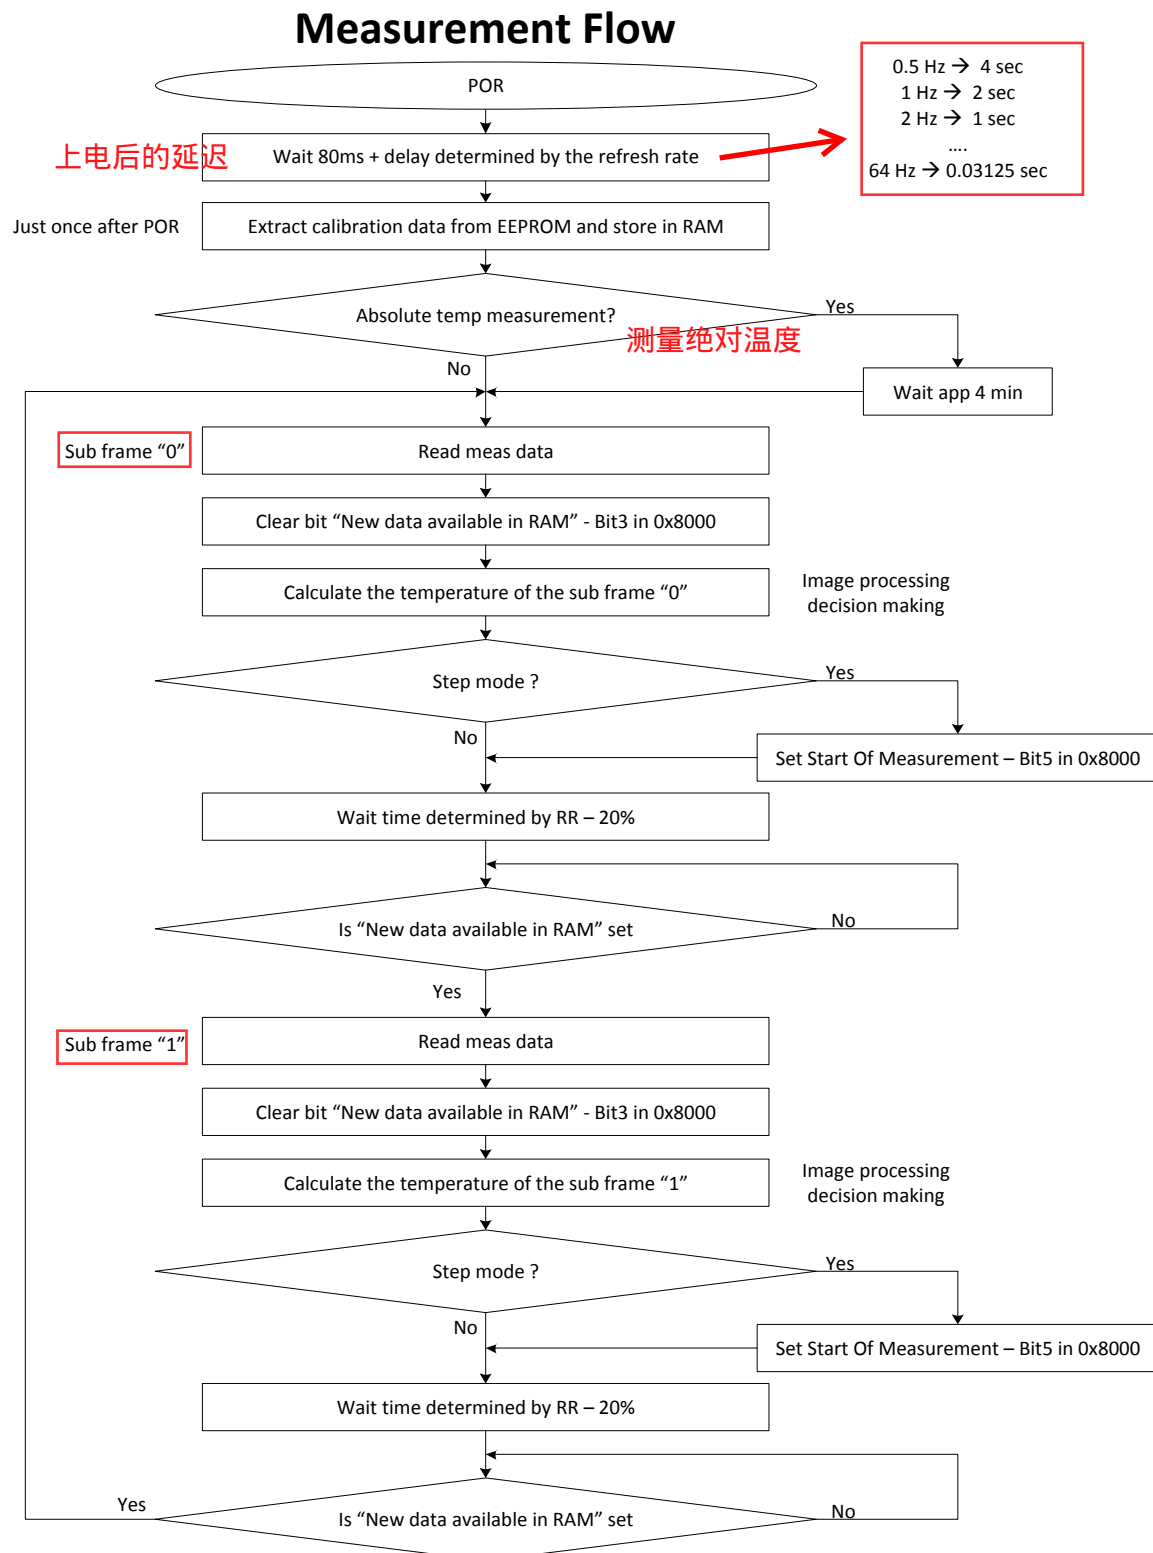 Measurement Flow
0.5 Hz → 4 sec
1 Hz → 2 sec
2 Hz → 1 sec
....
64 Hz → 0.03125 sec
POR
上电后的延迟
Wait 80ms + delay determined by the refresh rate
Just once after POR
Extract calibration data from EEPROM and store in RAM
Absolute temp measurement?
Yes
测量绝对温度
No
Wait app 4 min
Sub frame “0”
Read meas data
Clear bit “New data available in RAM” - Bit3 in 0x8000
Calculate the temperature of the sub frame “0”
Image processing
decision making
Step mode ?
Yes
No
Set Start Of Measurement – Bit5 in 0x8000
Wait time determined by RR – 20%
Is “New data available in RAM” set
No
Yes
Sub frame “1”
Read meas data
Clear bit “New data available in RAM” - Bit3 in 0x8000
Calculate the temperature of the sub frame “1”
Image processing
decision making
Step mode ?
Yes
No
Set Start Of Measurement – Bit5 in 0x8000
Wait time determined by RR – 20%
Yes
Is “New data available in RAM” set
No